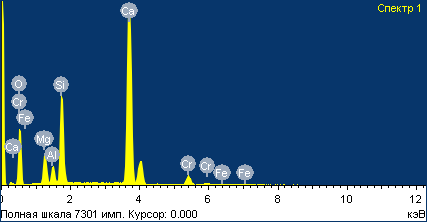 Спектр 1
Ca
O
Cr
Fe
Ca
Mg
Al
Si
Cr
Cr
Fe
Fe
0 2 4 6 8 10 12
Полная шкала 7301 имп. Курсор: 0.000 кэВ